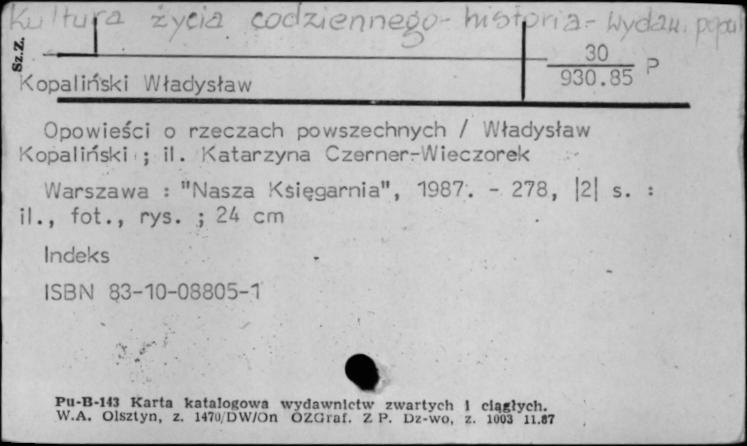 Kultura życia codziennego - historia - Wydaw. popul
Sz.Z.
30
930.85 P
Kopaliński Władysław
Opowieści o rzeczach powszechnych / Władysław
Kopaliński ; il. Katarzyna Czerner-Wieczorek
Warszawa : "Nasza Księgarnia", 1987. - 278, |2| s. :
il., fot., rys. ; 24 cm
Indeks
ISBN 83-10-08805-1
Pu-B-143 Karta katalogowa wydawnictw zwartych i ciągłych.
W.A. Olsztyn, z. 1470/DW/On OZGraf. Z P. Dz-wo, z. 1003 11.87